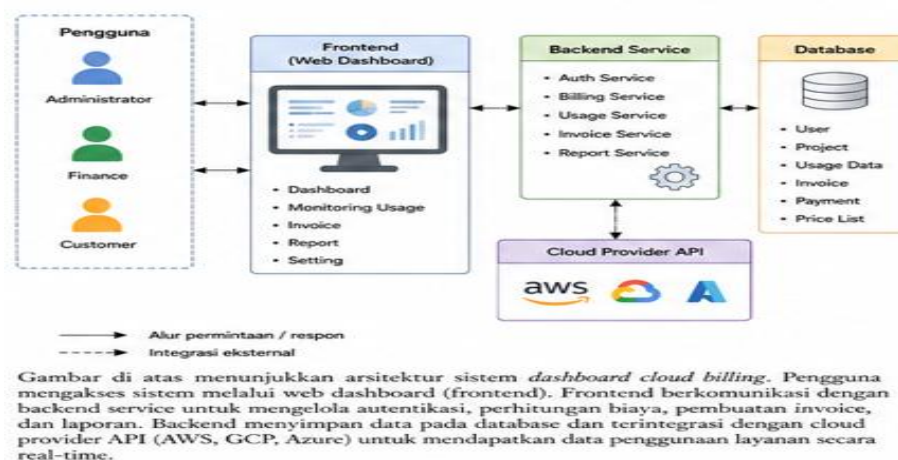 Pengguna
Administrator
Finance
Customer
Frontend
(Web Dashboard)
• Dashboard
• Monitoring Usage
• Invoice
• Report
• Setting
Backend Service
• Auth Service
• Billing Service
• Usage Service
• Invoice Service
• Report Service
Database
• User
• Project
• Usage Data
• Invoice
• Payment
• Price List
Cloud Provider API
aws
Alur permintaan / respon
Integrasi eksternal
Gambar di atas menunjukkan arsitektur sistem dashboard cloud billing. Pengguna
mengakses sistem melalui web dashboard (frontend). Frontend berkomunikasi dengan
backend service untuk mengelola autentikasi, perhitungan biaya, pembuatan invoice,
dan laporan. Backend menyimpan data pada database dan terintegrasi dengan cloud
provider API (AWS, GCP, Azure) untuk mendapatkan data penggunaan layanan secara
real-time.